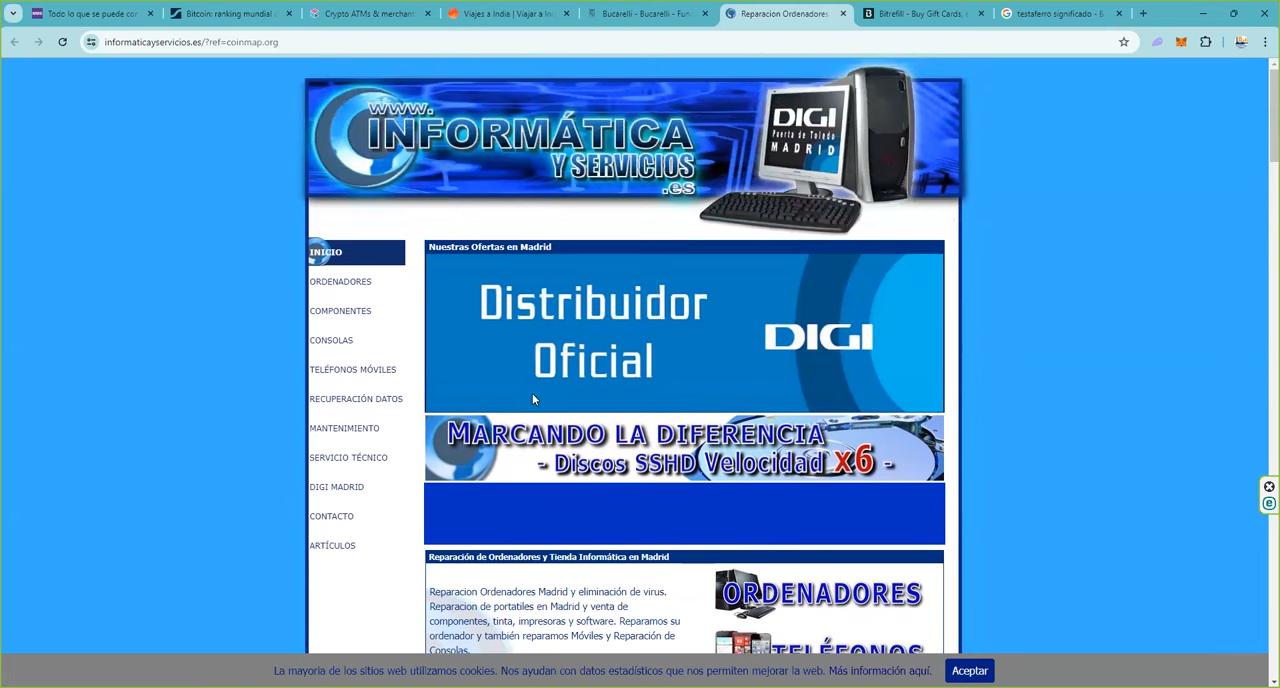 Todo lo que se puede cor
Bitcoin: ranking mundial d
Crypto ATMs & merchan
Viajes a India | Viajar a In
Bucarelli - Bucarelli - Fun
Reparacion Ordenadores
Bitrefill - Buy Gift Cards, e
testaferro significado - B
informaticayservicios.es/?ref=coinmap.org
www.
INFORMÁTICA
Y SERVICIOS
.es
DIGI
Puerta de Toledo
MADRID
INICIO
ORDENADORES
COMPONENTES
CONSOLAS
TELÉFONOS MÓVILES
RECUPERACIÓN DATOS
MANTENIMIENTO
SERVICIO TÉCNICO
DIGI MADRID
CONTACTO
ARTÍCULOS
Nuestras Ofertas en Madrid
Distribuidor
Oficial
DIGI
MARCANDO LA DIFERENCIA
- Discos SSHD Velocidad x6 -
Reparación de Ordenadores y Tienda Informática en Madrid
Reparacion Ordenadores Madrid y eliminación de virus.
Reparacion de portatiles en Madrid y venta de
componentes, tinta, impresoras y software. Reparamos su
ordenador y también reparamos Móviles y Reparación de
Consolas.
ORDENADORES
TELÉFONOS
La mayoria de los sitios web utilizamos cookies. Nos ayudan con datos estadísticos que nos permiten mejorar la web. Más información aquí.
Aceptar